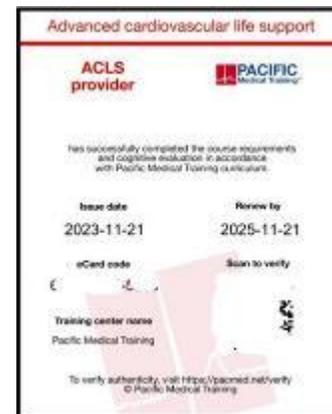 Advanced cardiovascular life support
ACLS
provider
PACIFIC
Medical Training
has successfully completed the course requirements
and cognitive evaluation in accordance
with Pacific Medical Training curriculum.
Issue date
Renew by
2023-11-21
2025-11-21
eCard code
Scan to verify
Training center name
Pacific Medical Training
To verify authenticity, visit https://pacmed.net/verify
© Pacific Medical Training